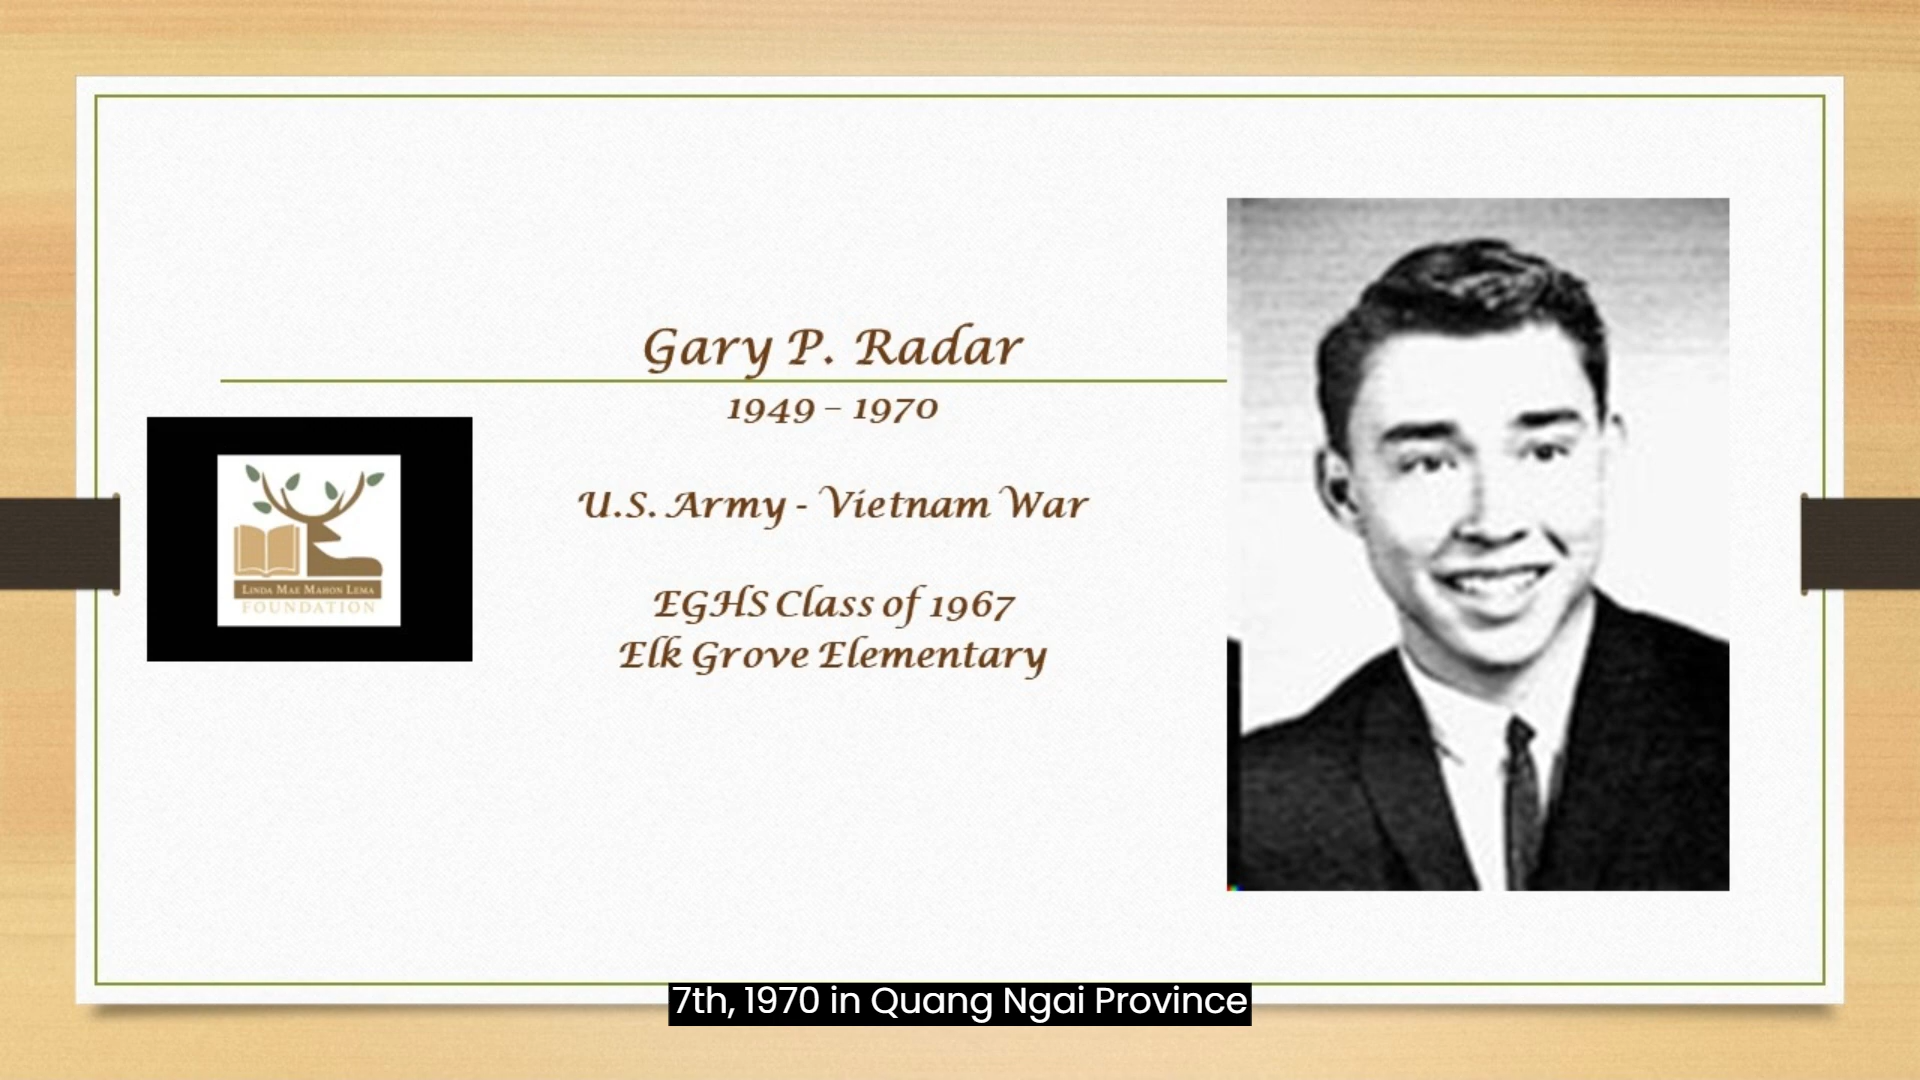 Gary P. Radar
1949 – 1970
U.S. Army - Vietnam War
EGHS Class of 1967
Elk Grove Elementary
LINDA MAE MAHON LEMA
FOUNDATION
7th, 1970 in Quang Ngai Province